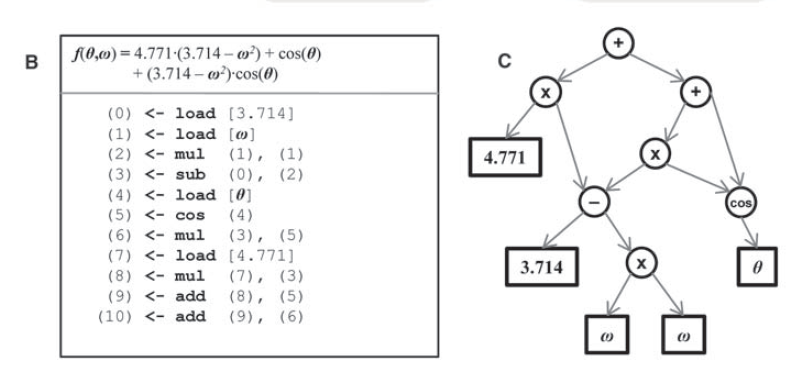 B
f(θ,ω) = 4.771·(3.714 – ω²) + cos(θ)
+ (3.714 – ω²)·cos(θ)
(0) <- load [3.714]
(1) <- load [ω]
(2) <- mul (1), (1)
(3) <- sub (0), (2)
(4) <- load [θ]
(5) <- cos (4)
(6) <- mul (3), (5)
(7) <- load [4.771]
(8) <- mul (7), (3)
(9) <- add (8), (5)
(10) <- add (9), (6)
C
+
x +
4.771 x
– cos
3.714 x θ
ω ω